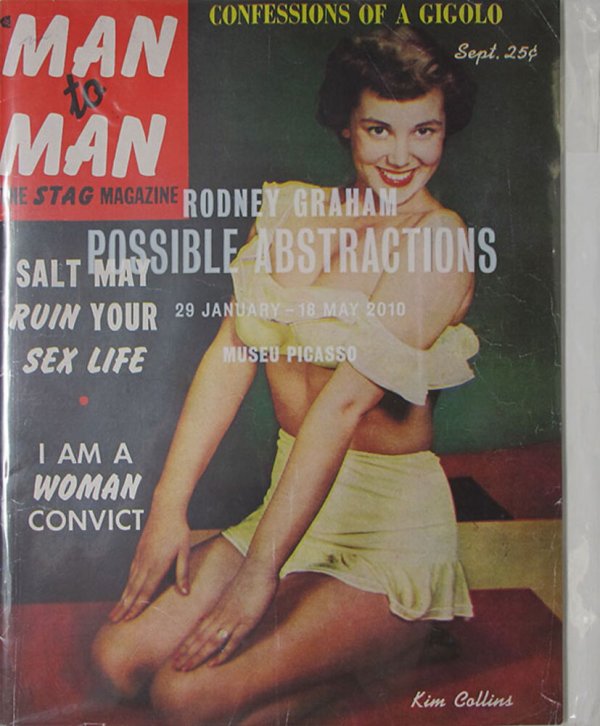 CONFESSIONS OF A GIGOLO
Sept. 25¢
MAN
to
MAN
THE STAG MAGAZINE
RODNEY GRAHAM
POSSIBLE ABSTRACTIONS
29 JANUARY – 18 MAY 2010
MUSEU PICASSO
SALT MAY
RUIN YOUR
SEX LIFE
I AM A
WOMAN
CONVICT
Kim Collins